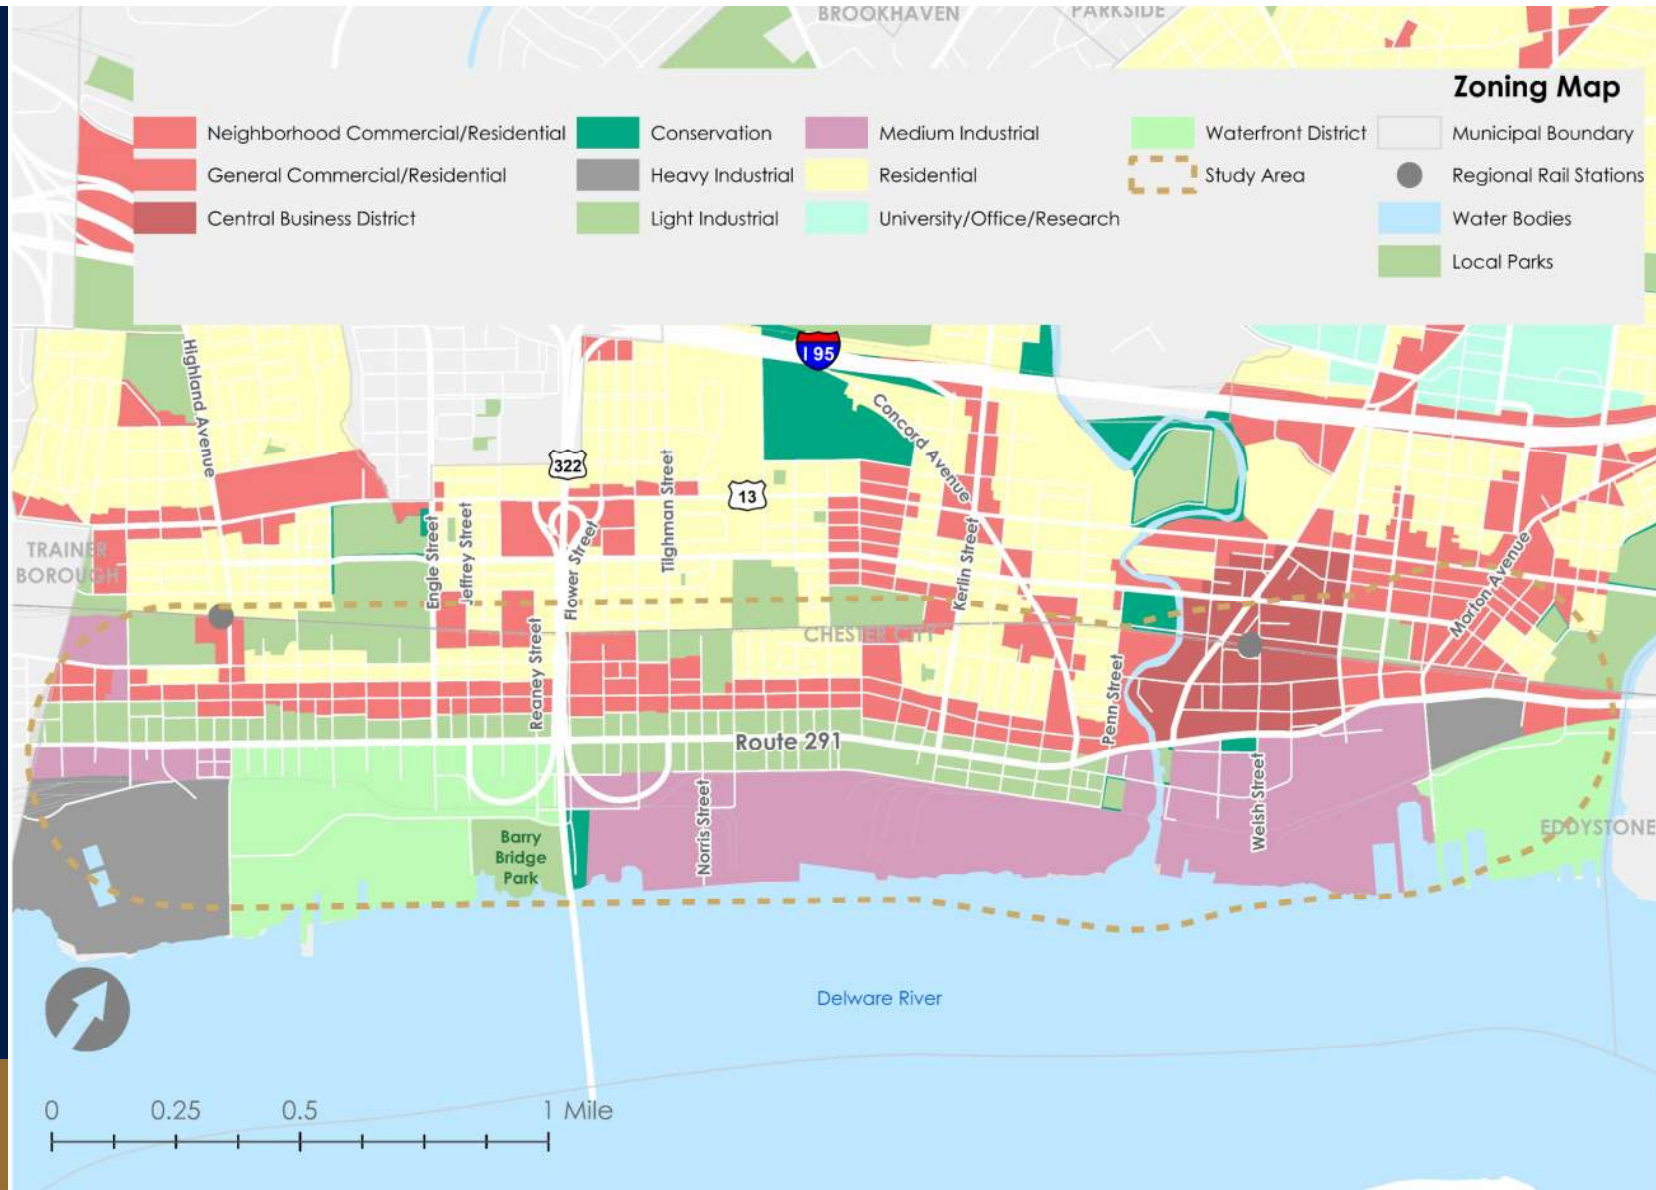 BROOKHAVEN
PARKSIDE
Zoning Map
Neighborhood Commercial/Residential
General Commercial/Residential
Central Business District
Conservation
Heavy Industrial
Light Industrial
Medium Industrial
Residential
University/Office/Research
Waterfront District
Study Area
Municipal Boundary
Regional Rail Stations
Water Bodies
Local Parks
I 95
Highland Avenue
Concord Avenue
322
13
TRAINER
BOROUGH
Engle Street
Jeffrey Street
Flower Street
Tilghman Street
Kerlin Street
Morton Avenue
CHESTER CITY
Reaney Street
Penn Street
Route 291
Norris Street
Welsh Street
EDDYSTONE
Barry
Bridge
Park
Delware River
0 0.25 0.5 1 Mile